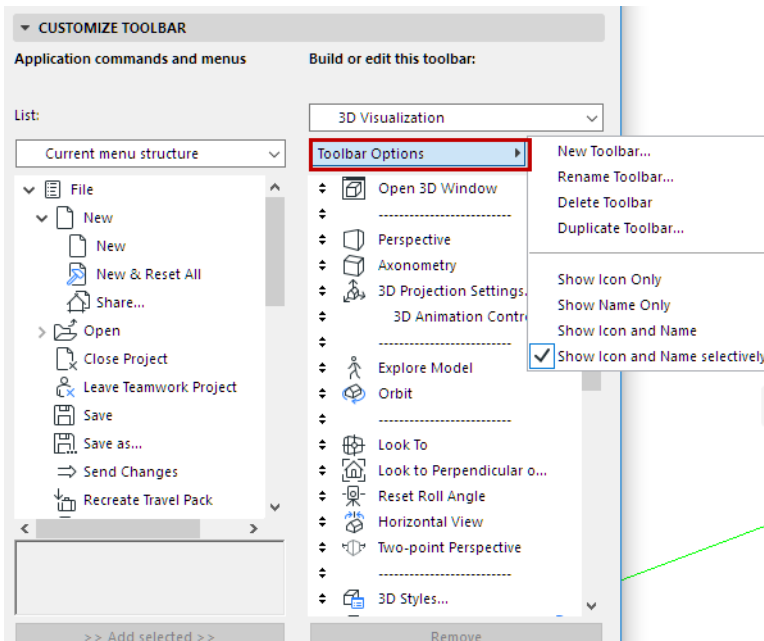 CUSTOMIZE TOOLBAR
Application commands and menus
List:
Current menu structure
File
New
New
New & Reset All
Share...
Open
Close Project
Leave Teamwork Project
Save
Save as...
Send Changes
Recreate Travel Pack
>> Add selected >>
Build or edit this toolbar:
3D Visualization
Toolbar Options
Open 3D Window
--------------------------
Perspective
Axonometry
3D Projection Settings.
3D Animation Contr
--------------------------
Explore Model
Orbit
--------------------------
Look To
Look to Perpendicular o...
Reset Roll Angle
Horizontal View
Two-point Perspective
--------------------------
3D Styles...
Remove
New Toolbar...
Rename Toolbar...
Delete Toolbar
Duplicate Toolbar...
Show Icon Only
Show Name Only
Show Icon and Name
Show Icon and Name selectively